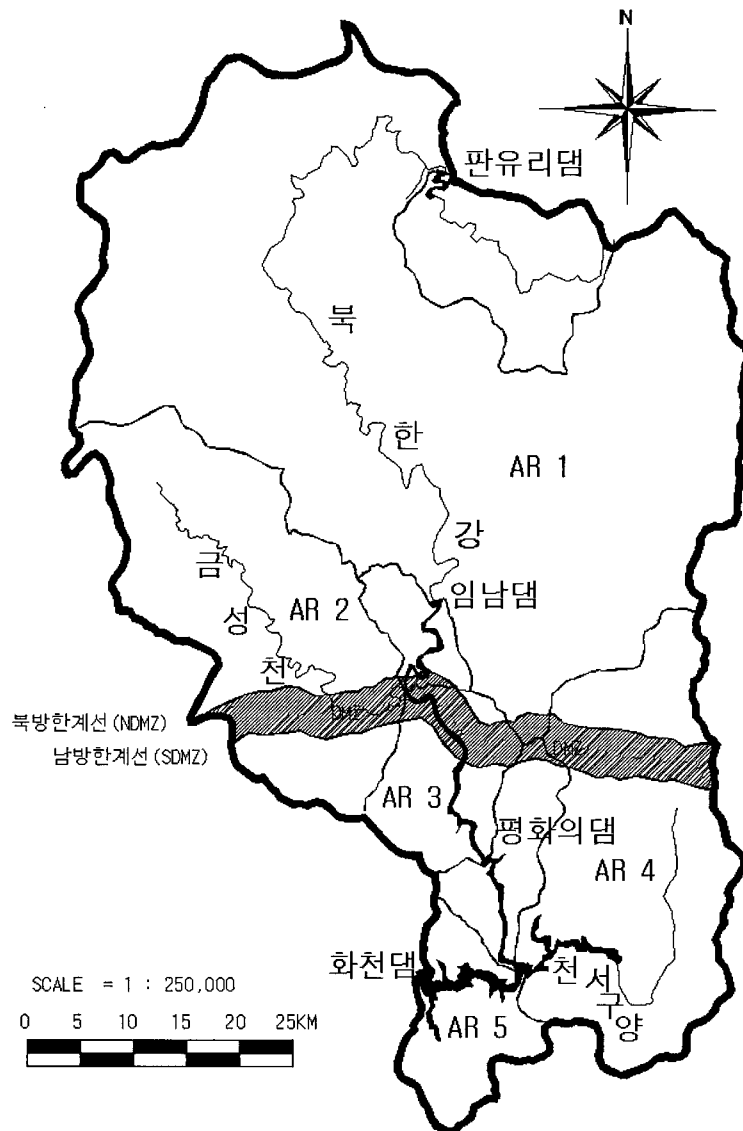 N
판유리댐
북
한
강
AR 1
임남댐
금
성
천
AR 2
DMZ
북방한계선(NDMZ)
남방한계선(SDMZ)
DMZ
AR 3
평화의댐
AR 4
화천댐
천
서
구
양
AR 5
SCALE = 1 : 250,000
0 5 10 15 20 25KM